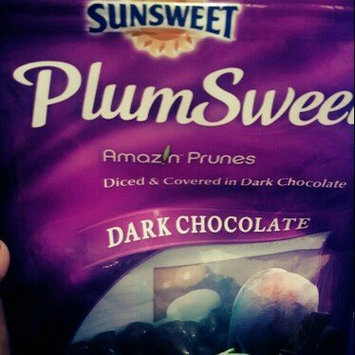 SUNSWEET
PlumSwee
Amazin Prunes
Diced & Covered in Dark Chocolate
DARK CHOCOLATE